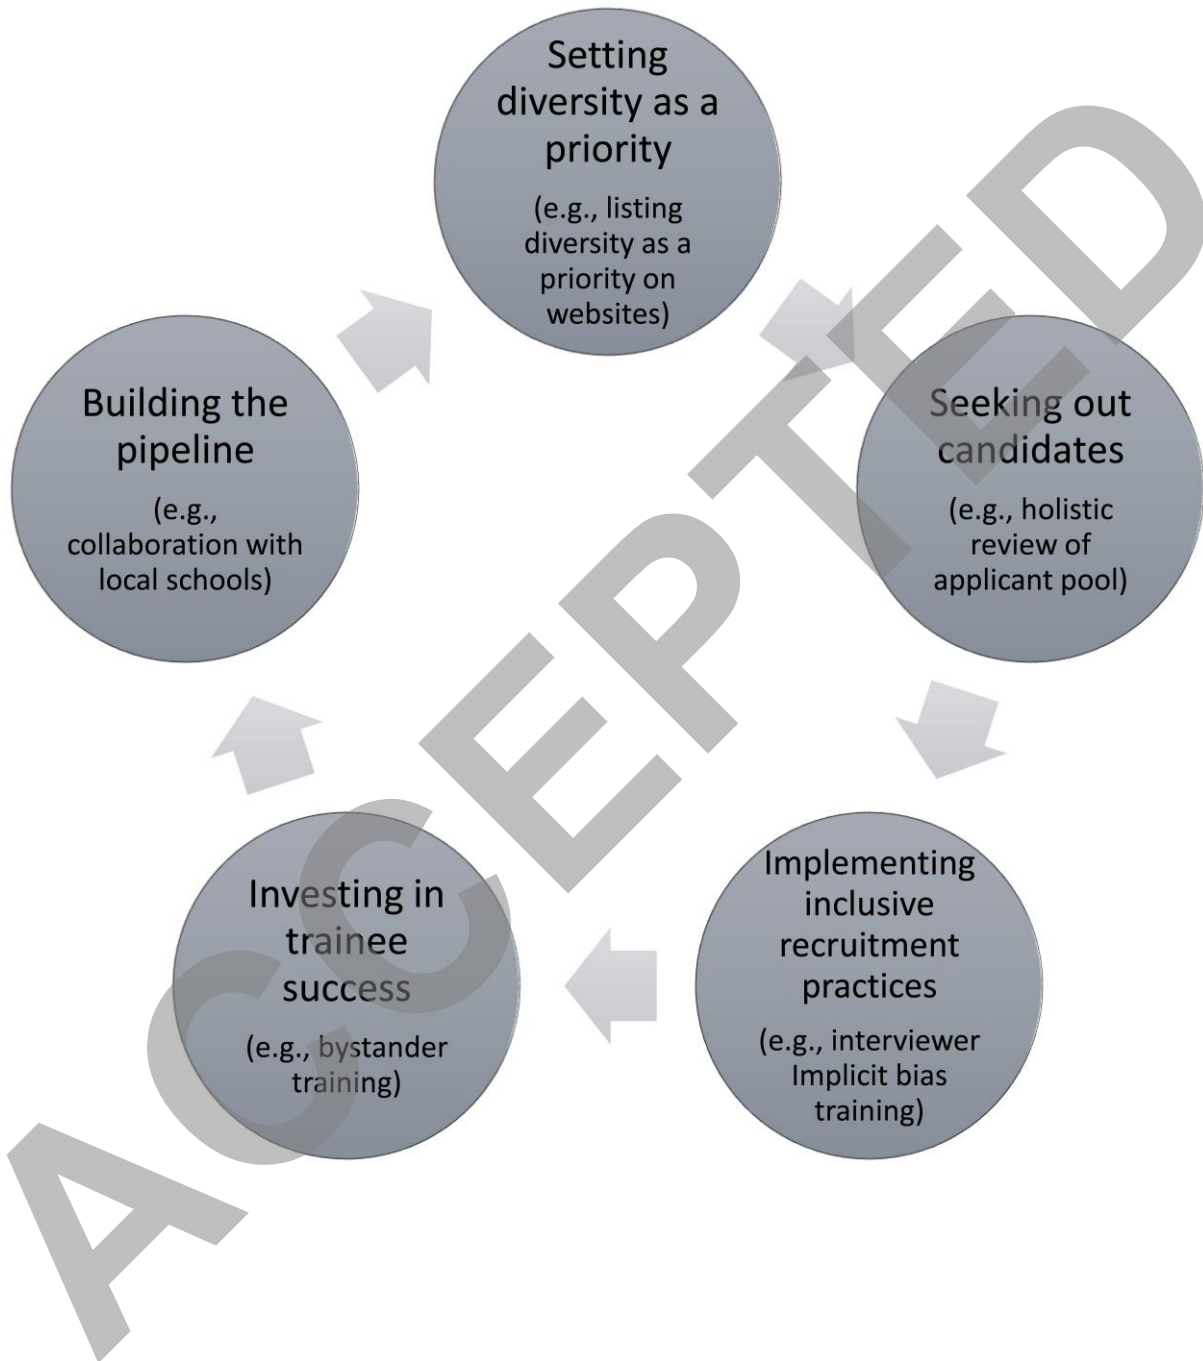 Setting
diversity as a
priority
(e.g., listing
diversity as a
priority on
websites)
Seeking out
candidates
(e.g., holistic
review of
applicant pool)
Implementing
inclusive
recruitment
practices
(e.g., interviewer
Implicit bias
training)
Investing in
trainee
success
(e.g., bystander
training)
Building the
pipeline
(e.g.,
collaboration with
local schools)
ACCEPTED